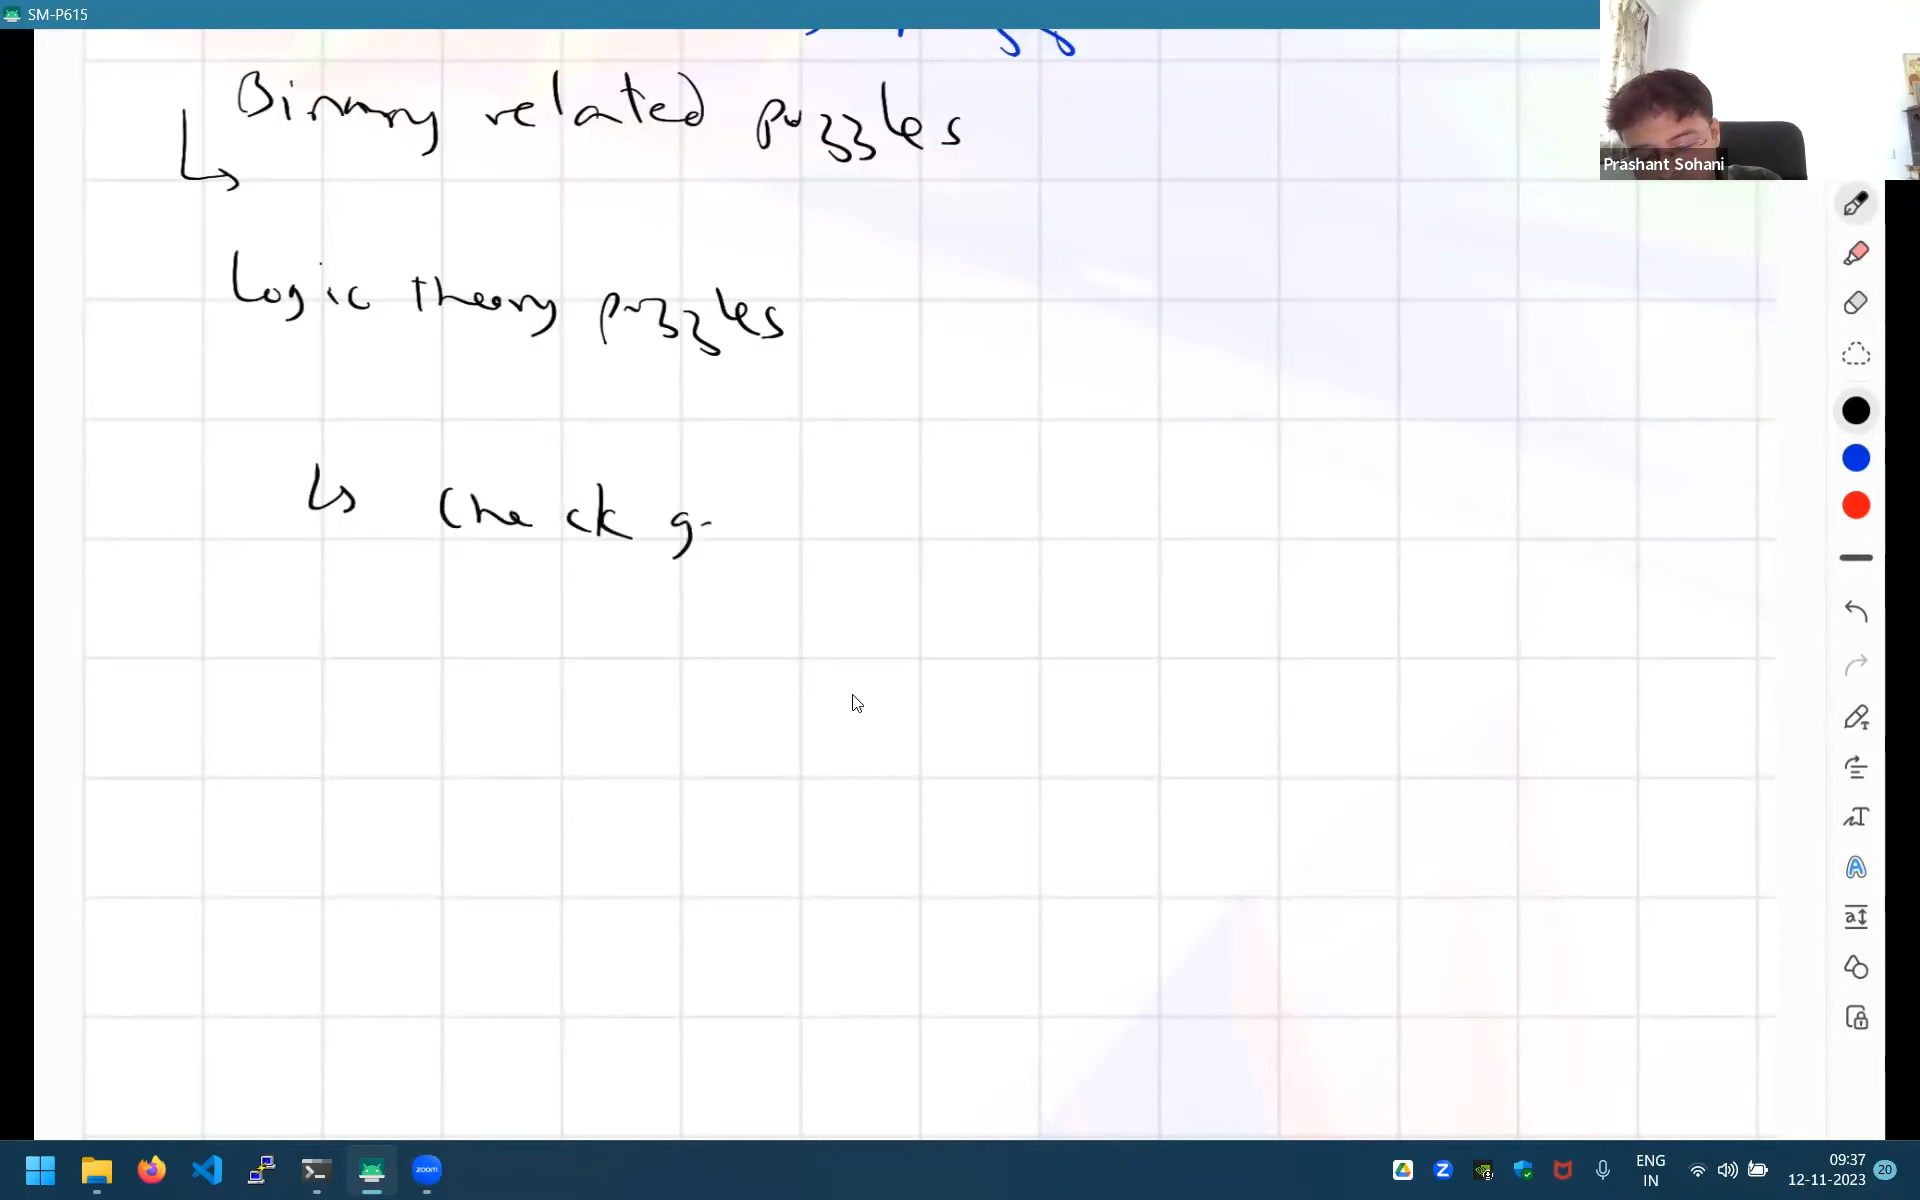 SM-P615
Prashant Sohani
Binary related puzzles
Logic theory puzzles
↳ Check g
zoom
ENG
IN
09:37
12-11-2023
20